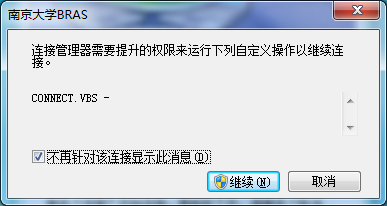 南京大学BRAS
连接管理器需要提升的权限来运行下列自定义操作以继续连
接。
CONNECT.VBS -
不再针对该连接显示此消息(D)
继续(N)
取消